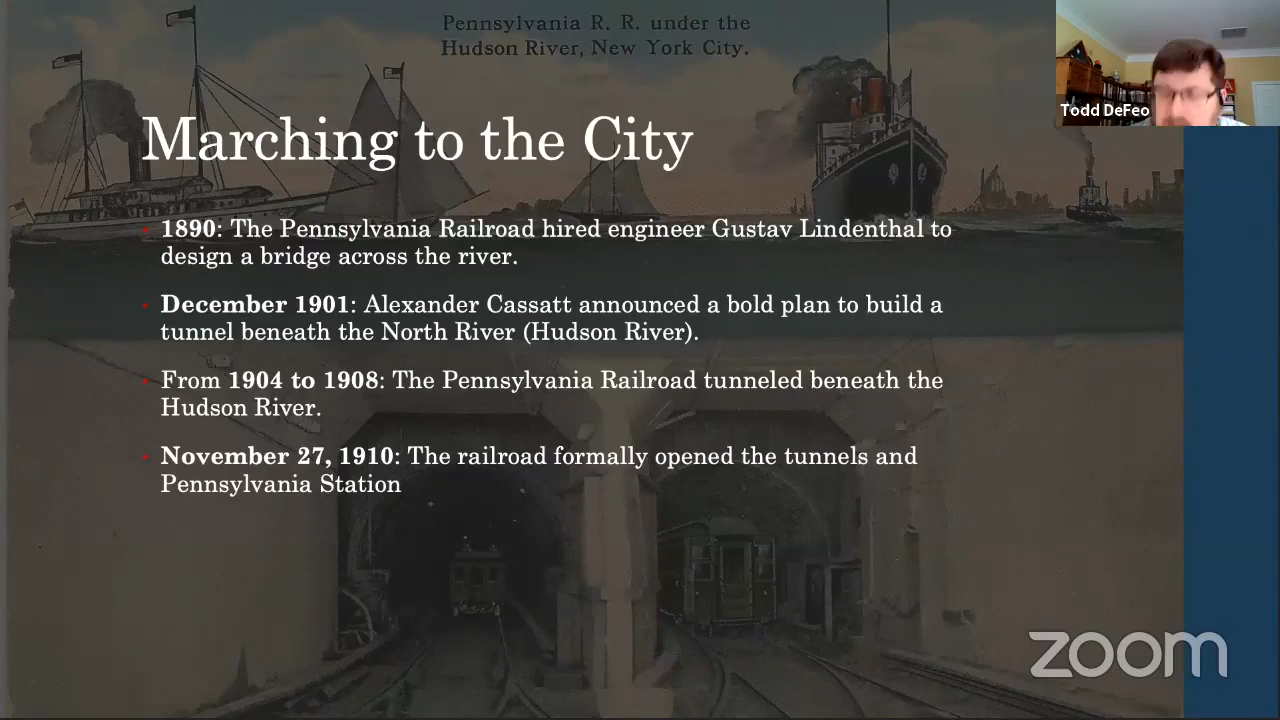 Pennsylvania R. R. under the
Hudson River, New York City.
Todd DeFeo
Marching to the City
1890: The Pennsylvania Railroad hired engineer Gustav Lindenthal to
design a bridge across the river.
December 1901: Alexander Cassatt announced a bold plan to build a
tunnel beneath the North River (Hudson River).
From 1904 to 1908: The Pennsylvania Railroad tunneled beneath the
Hudson River.
November 27, 1910: The railroad formally opened the tunnels and
Pennsylvania Station
zoom